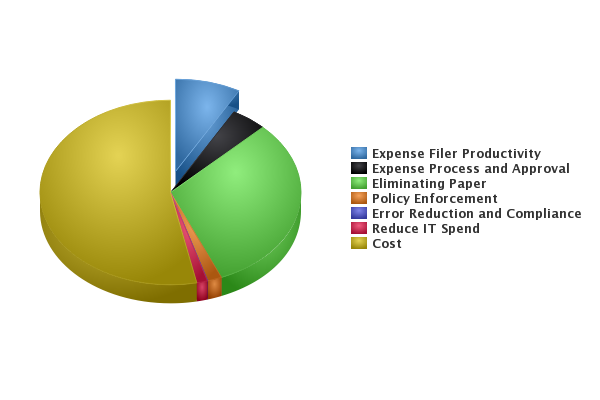 Expense Filer Productivity
Expense Process and Approval
Eliminating Paper
Policy Enforcement
Error Reduction and Compliance
Reduce IT Spend
Cost